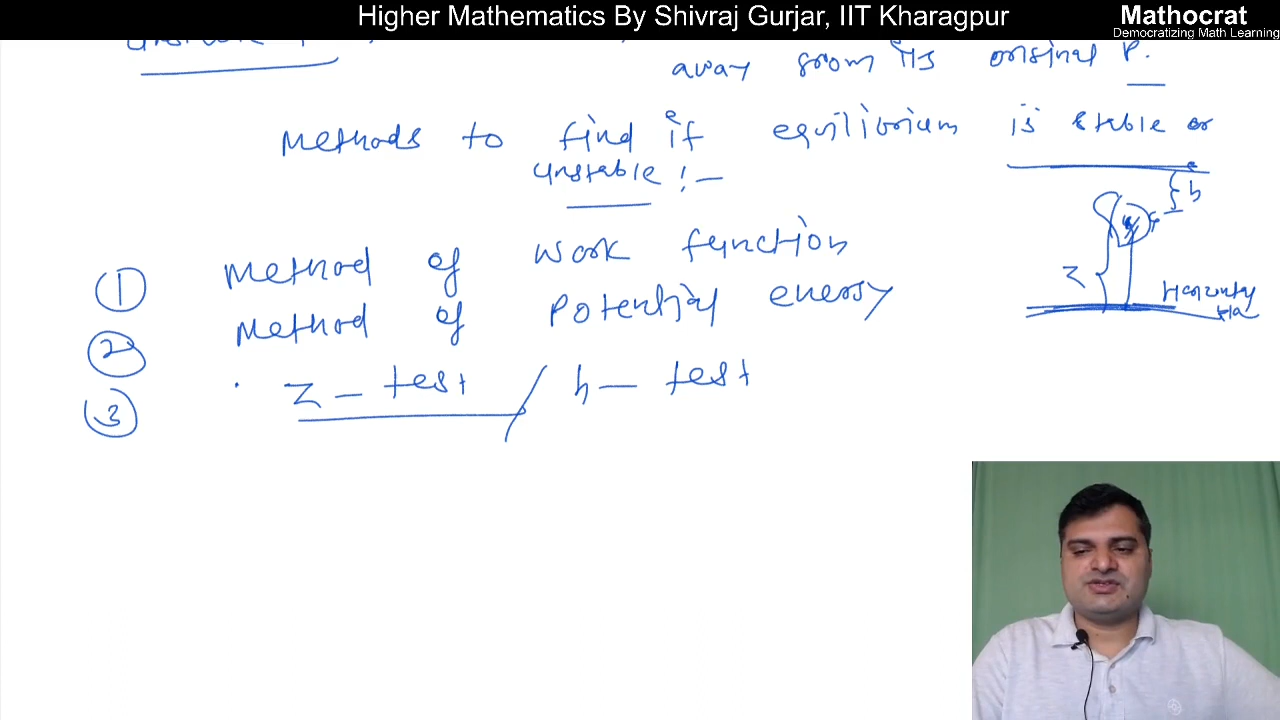 Higher Mathematics By Shivraj Gurjar, IIT Kharagpur
Mathocrat
Democratizing Math Learning
away from its original P.
Methods to find if equilibrium is stable or
unstable :-
① Method of work function
② Method of Potential energy
③ z - test / h - test
h
z